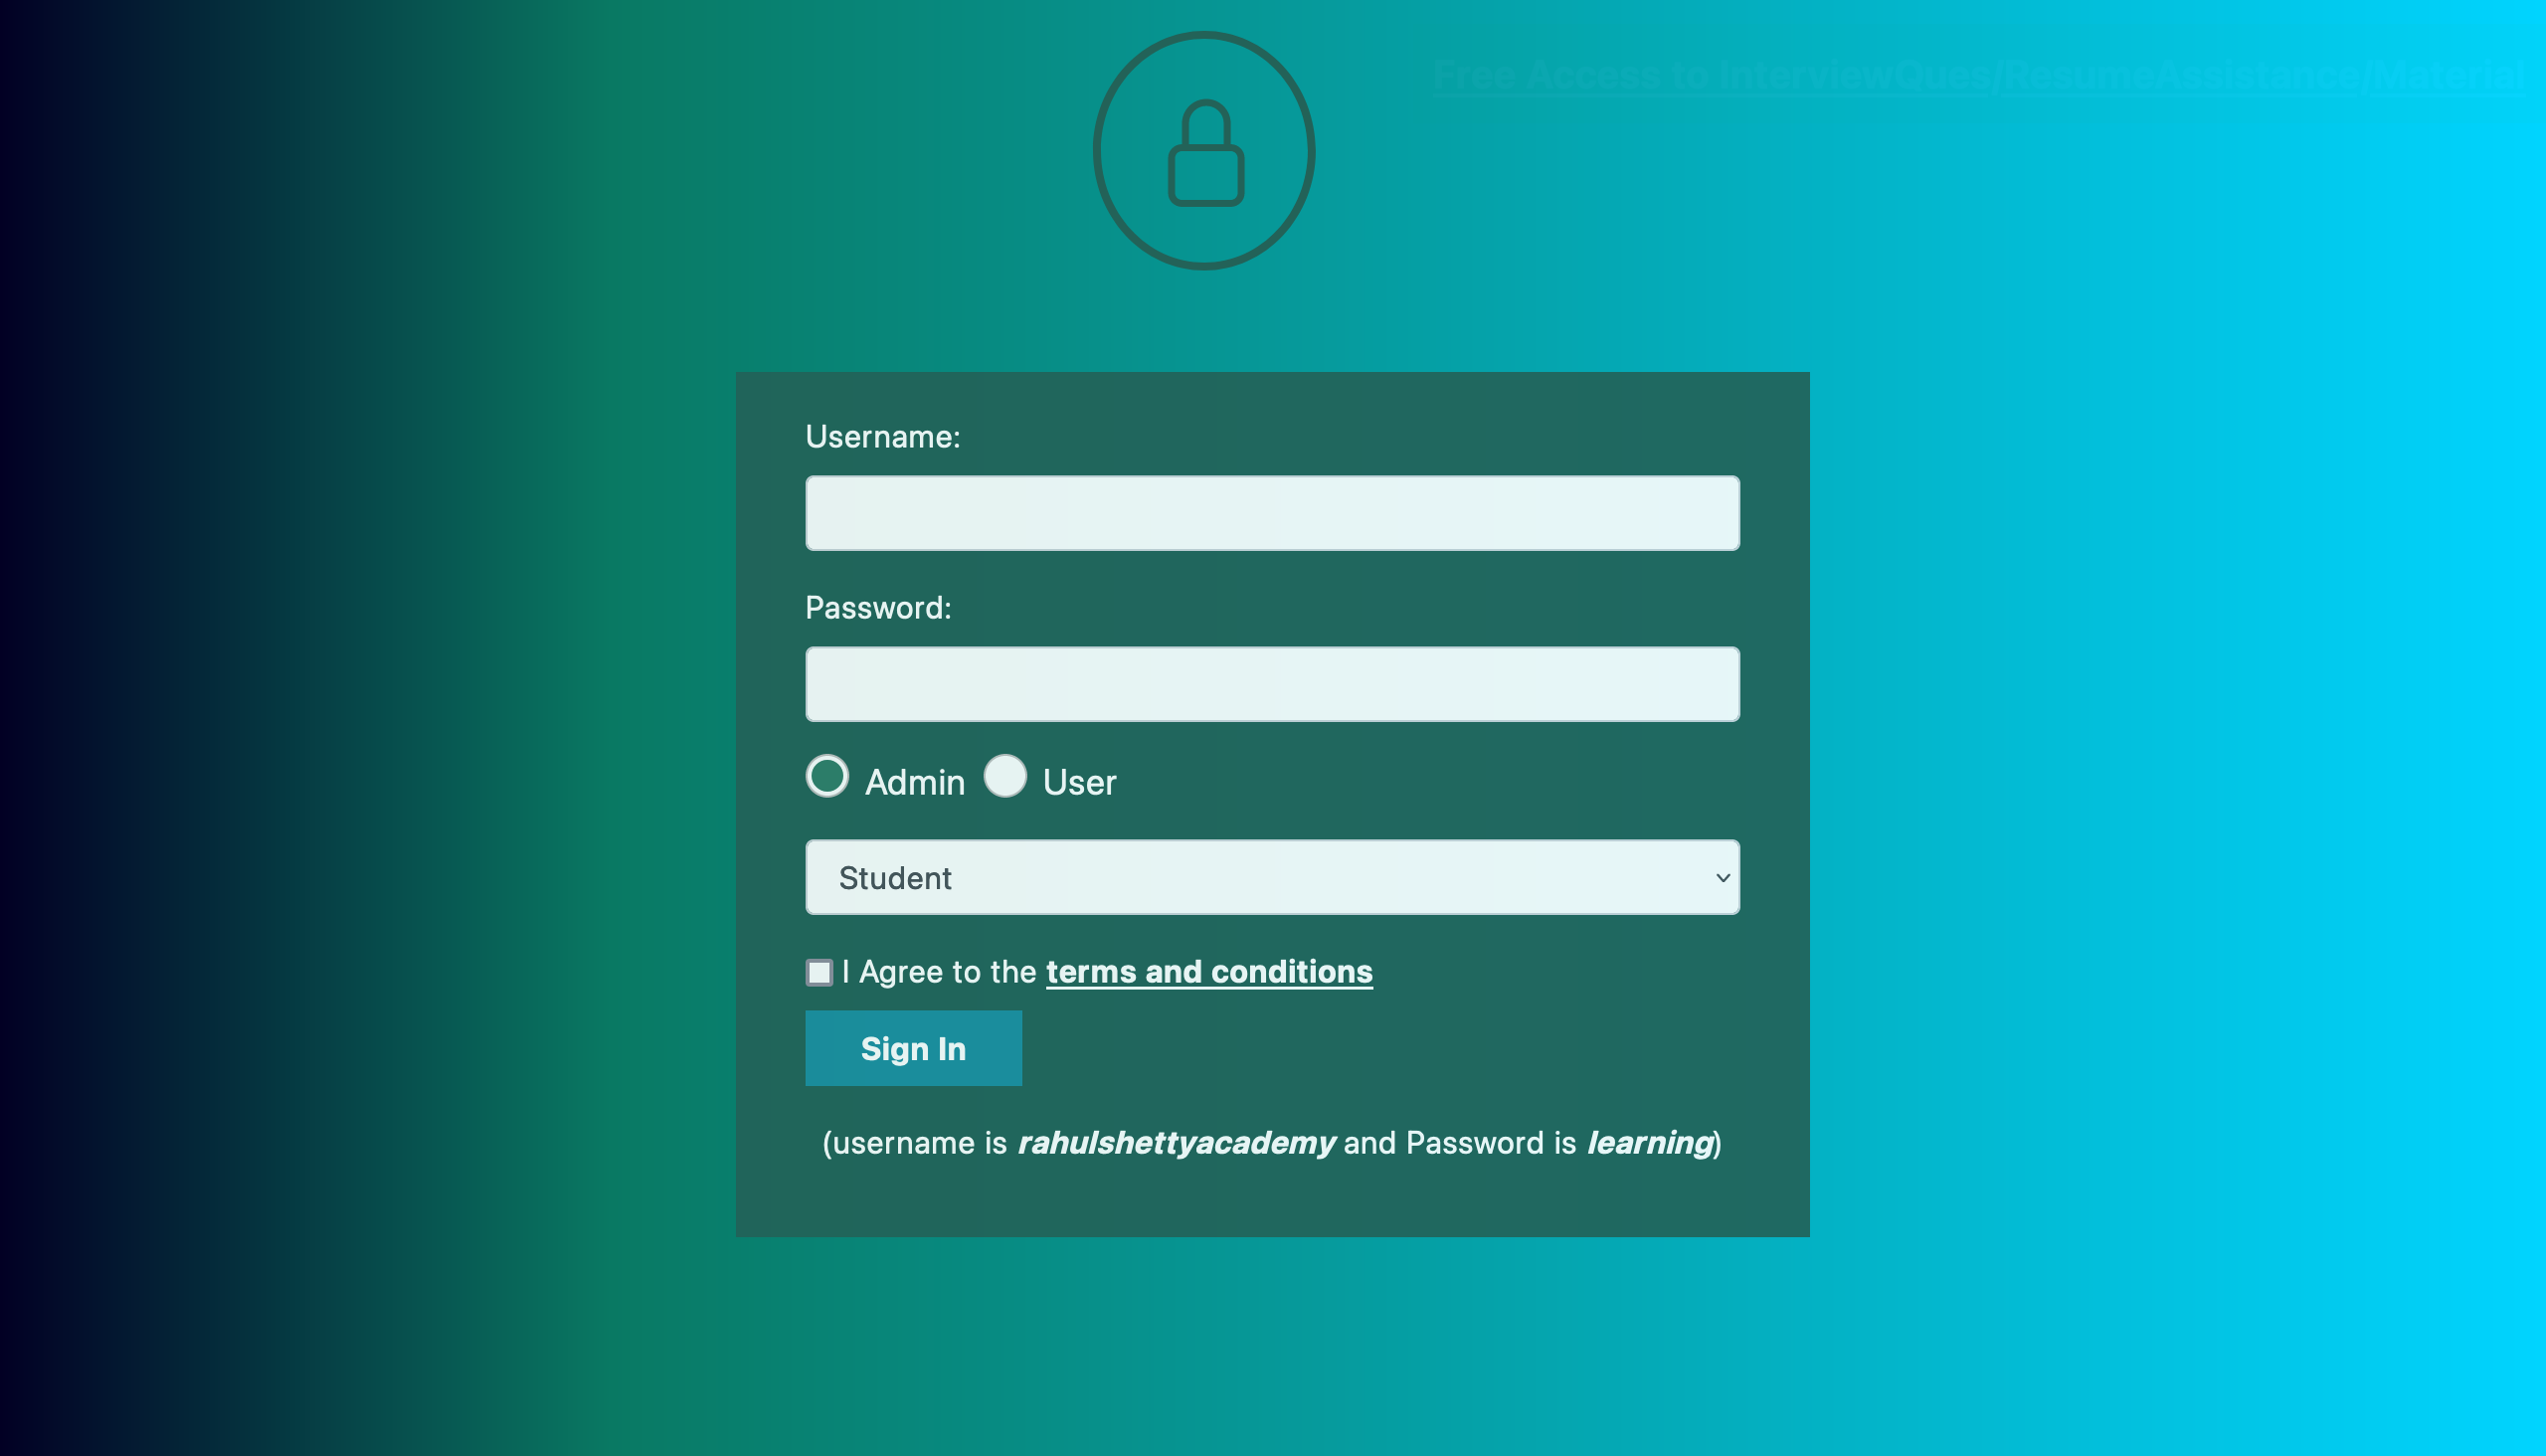 Free Access to InterviewQues/ResumeAssistance/Material
Username:
Password:
Admin User
Student
I Agree to the terms and conditions
Sign In
(username is rahulshettyacademy and Password is learning)